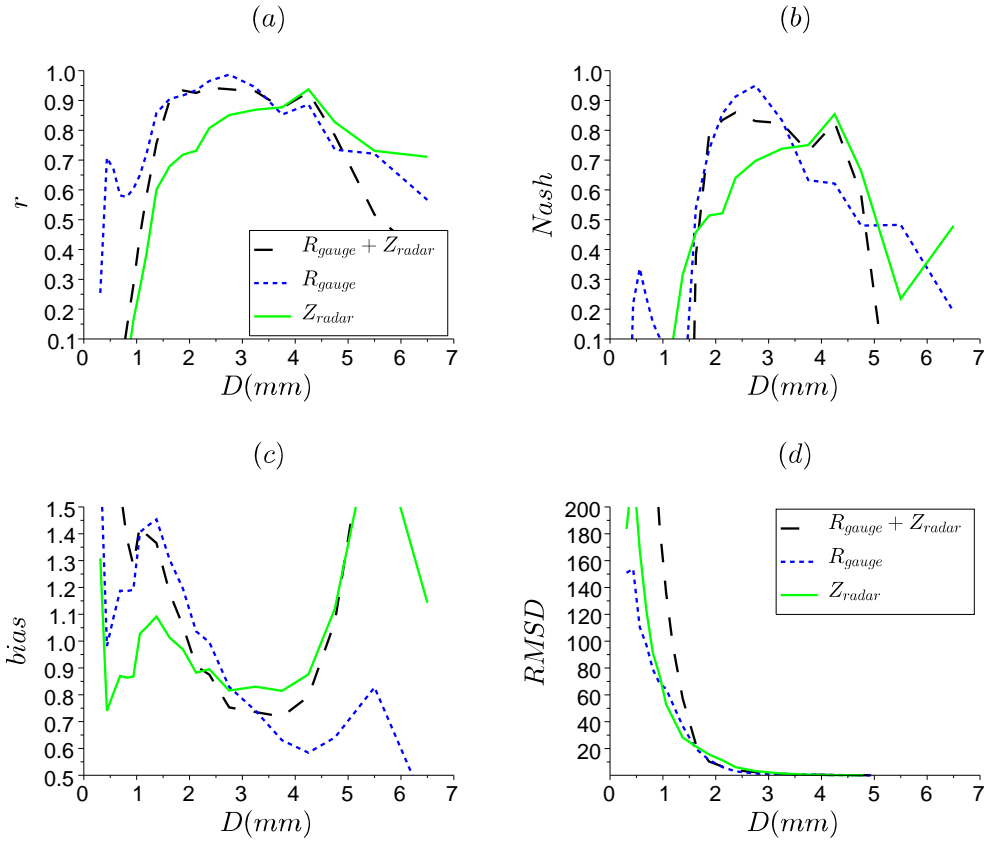 (a)
1.0
0.9
0.8
0.7
0.6
0.5
0.4
0.3
0.2
0.1
r
R_gauge + Z_radar
R_gauge
Z_radar
0 1 2 3 4 5 6 7
D(mm)
(b)
1.0
0.9
0.8
0.7
0.6
0.5
0.4
0.3
0.2
0.1
Nash
0 1 2 3 4 5 6 7
D(mm)
(c)
1.5
1.4
1.3
1.2
1.1
1.0
0.9
0.8
0.7
0.6
0.5
bias
0 1 2 3 4 5 6 7
D(mm)
(d)
200
180
160
140
120
100
80
60
40
20
RMSD
R_gauge + Z_radar
R_gauge
Z_radar
0 1 2 3 4 5 6 7
D(mm)